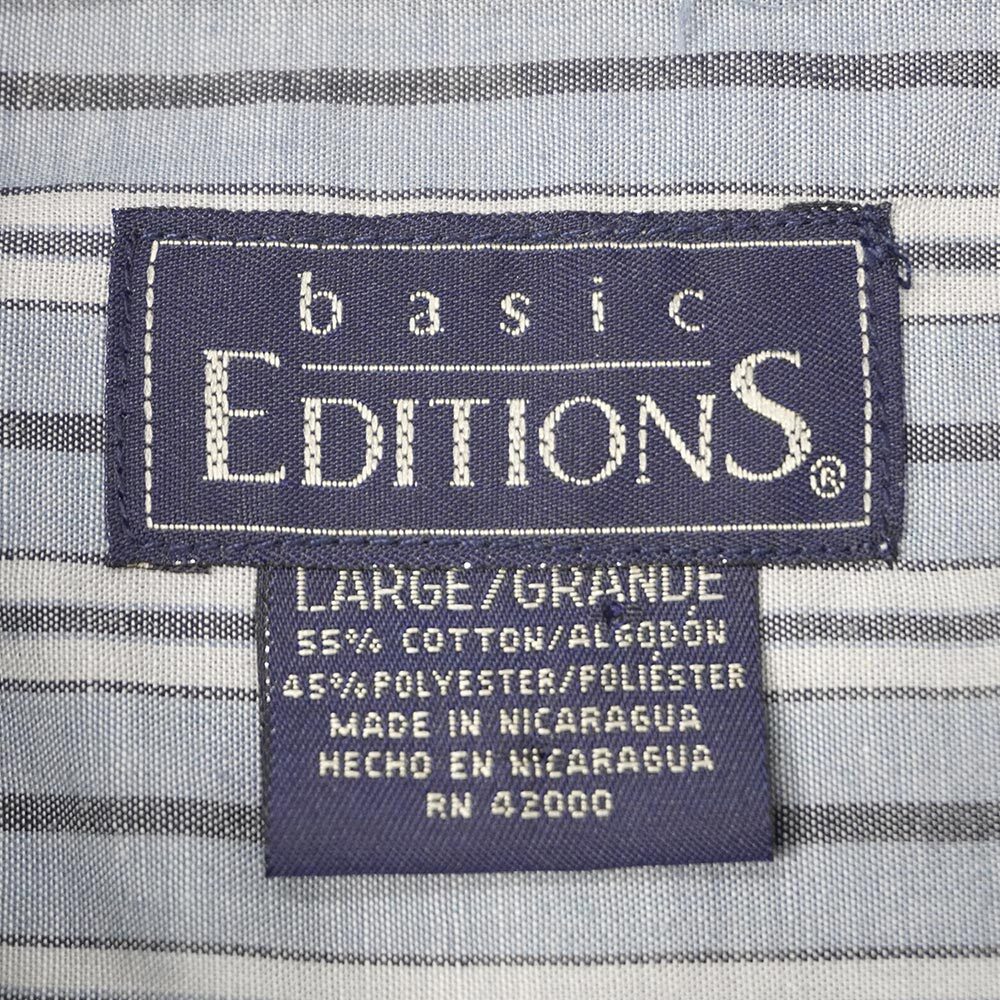 basic
EDITIONS®
LARGE/GRANDE
55% COTTON/ALGODÓN
45% POLYESTER/POLIÉSTER
MADE IN NICARAGUA
HECHO EN NICARAGUA
RN 42000